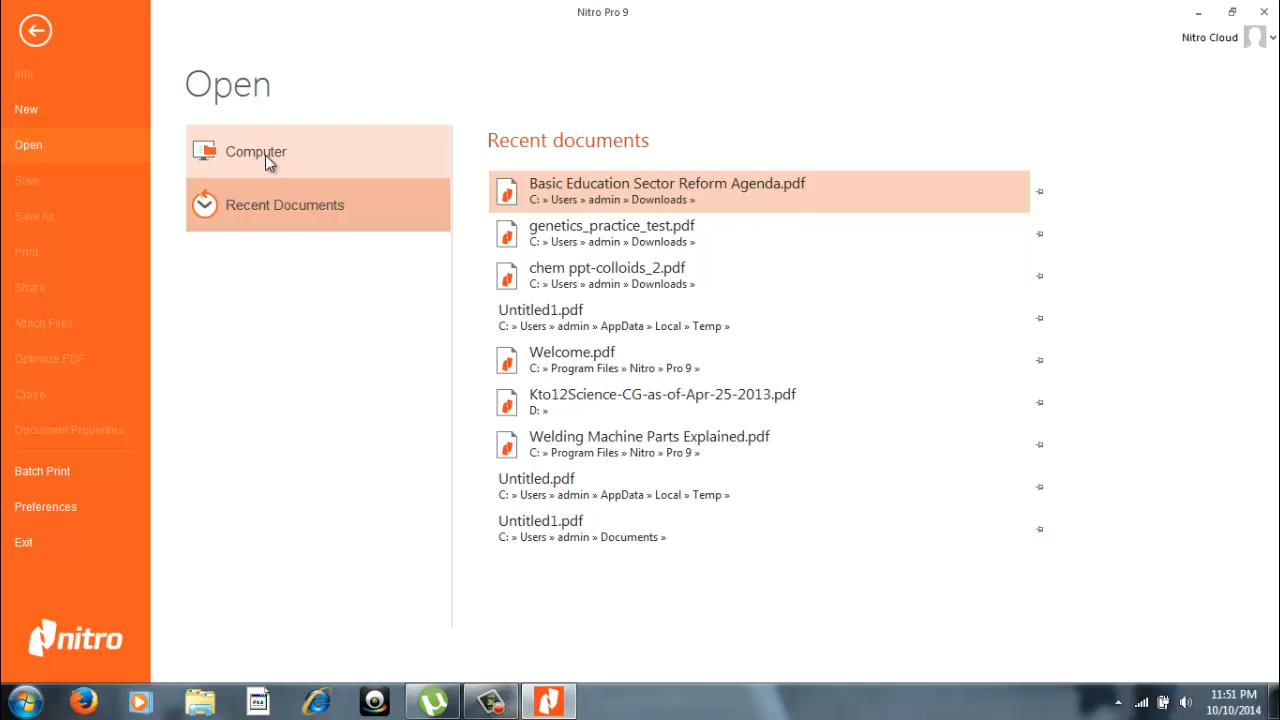 Nitro Pro 9
Nitro Cloud
Info
New
Open
Save
Save As
Print
Share
Attach Files
Optimize PDF
Close
Document Properties
Batch Print
Preferences
Exit
nitro
Open
Computer
Recent Documents
Recent documents
Basic Education Sector Reform Agenda.pdf
C: » Users » admin » Downloads »
genetics_practice_test.pdf
C: » Users » admin » Downloads »
chem ppt-colloids_2.pdf
C: » Users » admin » Downloads »
Untitled1.pdf
C: » Users » admin » AppData » Local » Temp »
Welcome.pdf
C: » Program Files » Nitro » Pro 9 »
Kto12Science-CG-as-of-Apr-25-2013.pdf
D: »
Welding Machine Parts Explained.pdf
C: » Program Files » Nitro » Pro 9 »
Untitled.pdf
C: » Users » admin » AppData » Local » Temp »
Untitled1.pdf
C: » Users » admin » Documents »
11:51 PM
10/10/2014